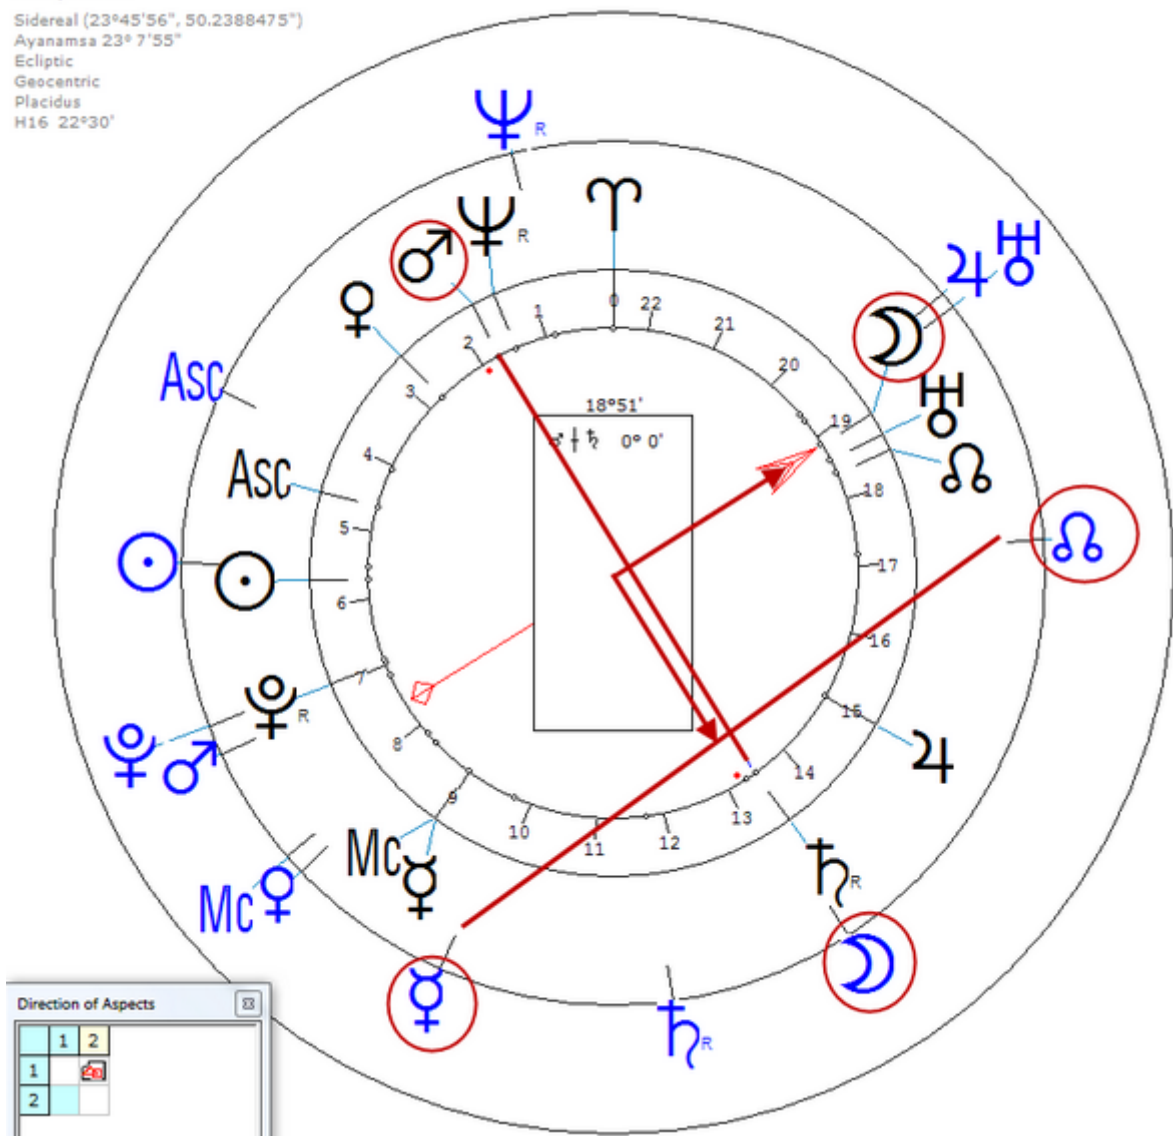 Sidereal (23°45'56", 50.2388475")
Ayanamsa 23° 7'55"
Ecliptic
Geocentric
Placidus
H16 22°30'
♆ R
♂ ♆ R ♈
♃ ♅
♀ ☽
Asc ♅
Asc ☊
☉ ☉ ☊
0 22 21 20 19 18 17 16 15 14 13 12 11 10 9 8 7 6 5 4 3 2 1
18°51'
♂ ♄ 0° 0'
♇ R
♇ ♂ ♃
Mc ☿ ♄ R
Mc ♀ ☽
☿ ♄ R
Direction of Aspects
1 2
1
2